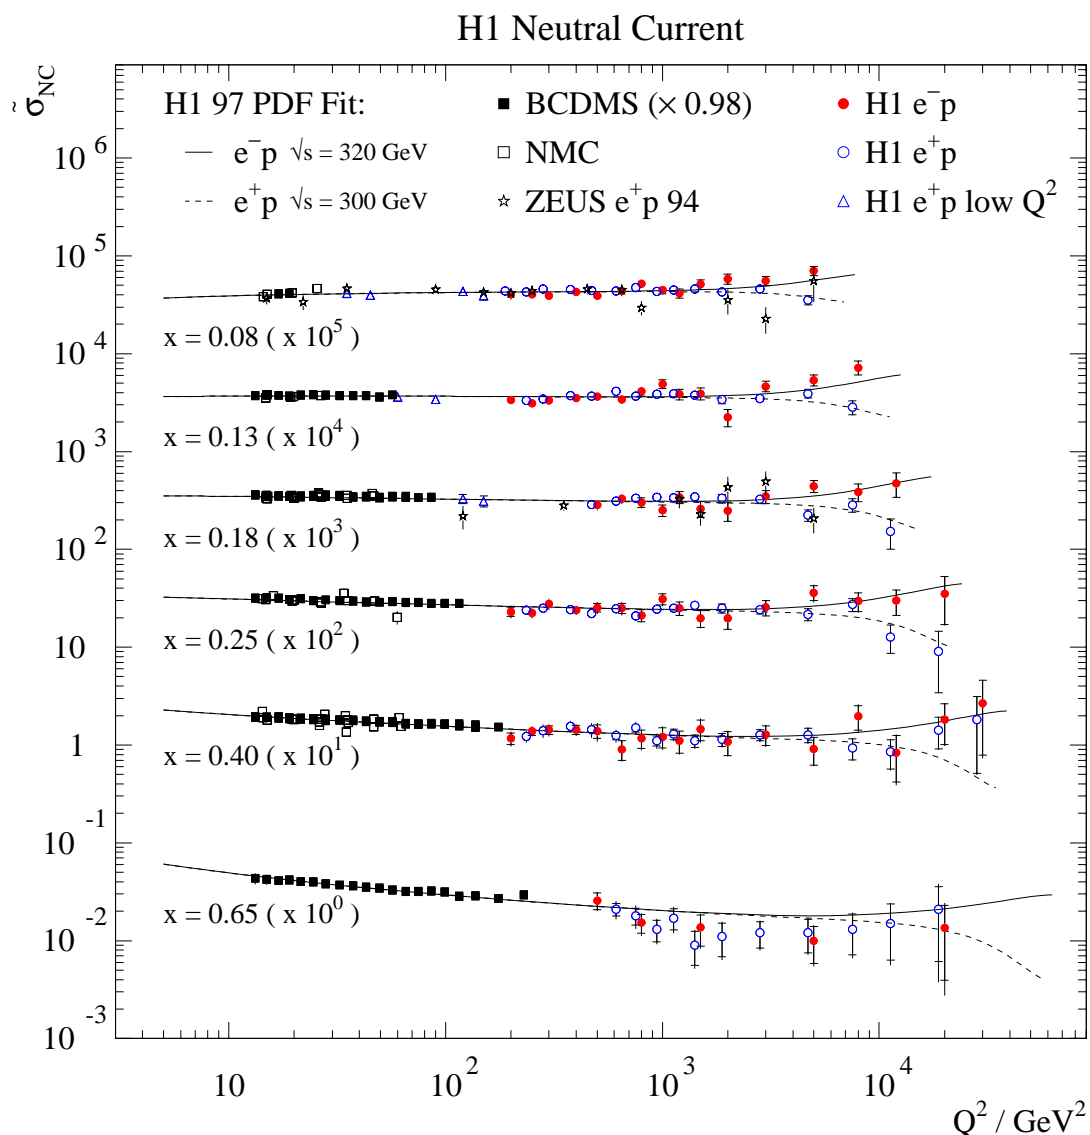 H1 Neutral Current
σ̃NC
H1 97 PDF Fit:
e⁻p √s = 320 GeV
e⁺p √s = 300 GeV
BCDMS (× 0.98)
NMC
ZEUS e⁺p 94
H1 e⁻p
H1 e⁺p
H1 e⁺p low Q²
10⁶
10⁵
10⁴
10³
10²
10
1
10⁻¹
10⁻²
10⁻³
x = 0.08 ( x 10⁵ )
x = 0.13 ( x 10⁴ )
x = 0.18 ( x 10³ )
x = 0.25 ( x 10² )
x = 0.40 ( x 10¹ )
x = 0.65 ( x 10⁰ )
10 10² 10³ 10⁴
Q² / GeV²